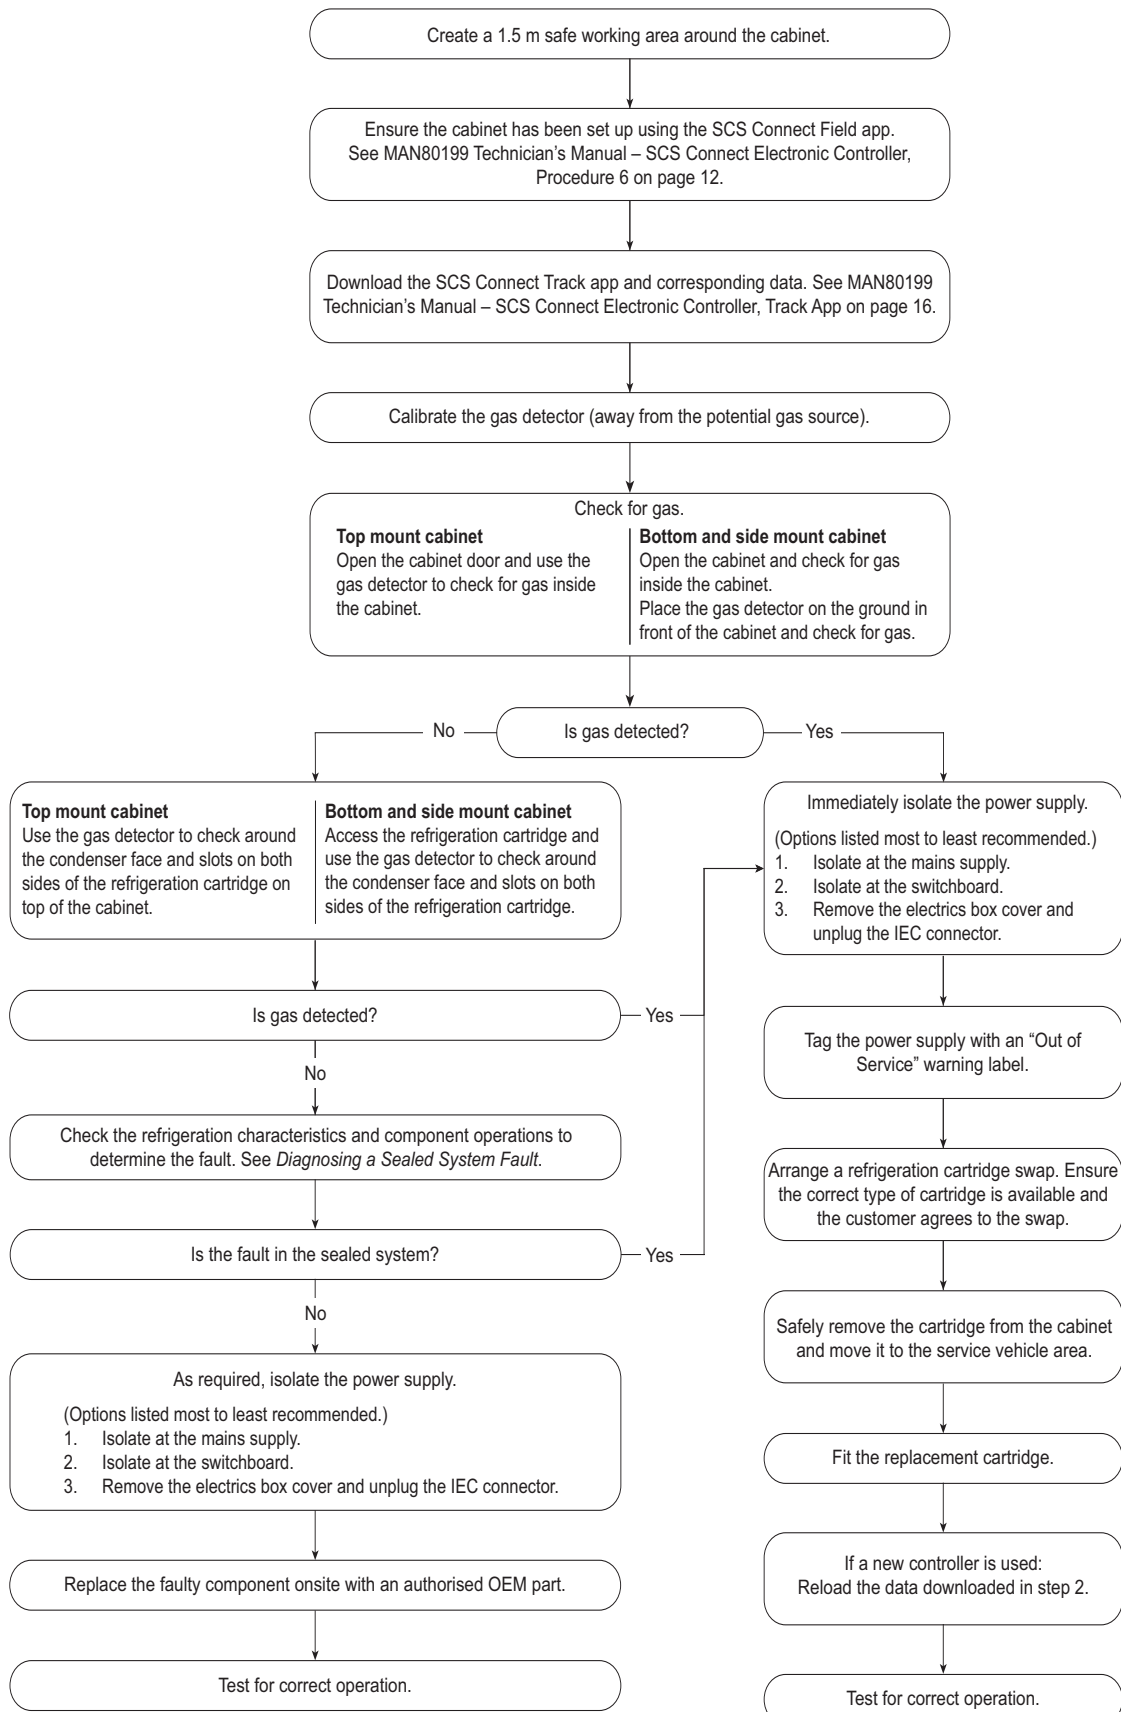 Create a 1.5 m safe working area around the cabinet.
Ensure the cabinet has been set up using the SCS Connect Field app.
See MAN80199 Technician's Manual – SCS Connect Electronic Controller,
Procedure 6 on page 12.
Download the SCS Connect Track app and corresponding data. See MAN80199
Technician's Manual – SCS Connect Electronic Controller, Track App on page 16.
Calibrate the gas detector (away from the potential gas source).
Check for gas.
Top mount cabinet
Open the cabinet door and use the
gas detector to check for gas inside
the cabinet.
Bottom and side mount cabinet
Open the cabinet and check for gas
inside the cabinet.
Place the gas detector on the ground in
front of the cabinet and check for gas.
Is gas detected?
No
Yes
Top mount cabinet
Use the gas detector to check around
the condenser face and slots on both
sides of the refrigeration cartridge on
top of the cabinet.
Bottom and side mount cabinet
Access the refrigeration cartridge and
use the gas detector to check around
the condenser face and slots on both
sides of the refrigeration cartridge.
Is gas detected?
Yes
No
Check the refrigeration characteristics and component operations to
determine the fault. See Diagnosing a Sealed System Fault.
Is the fault in the sealed system?
Yes
No
As required, isolate the power supply.
(Options listed most to least recommended.)
1. Isolate at the mains supply.
2. Isolate at the switchboard.
3. Remove the electrics box cover and unplug the IEC connector.
Replace the faulty component onsite with an authorised OEM part.
Test for correct operation.
Immediately isolate the power supply.
(Options listed most to least recommended.)
1. Isolate at the mains supply.
2. Isolate at the switchboard.
3. Remove the electrics box cover and
unplug the IEC connector.
Tag the power supply with an “Out of
Service” warning label.
Arrange a refrigeration cartridge swap. Ensure
the correct type of cartridge is available and
the customer agrees to the swap.
Safely remove the cartridge from the cabinet
and move it to the service vehicle area.
Fit the replacement cartridge.
If a new controller is used:
Reload the data downloaded in step 2.
Test for correct operation.